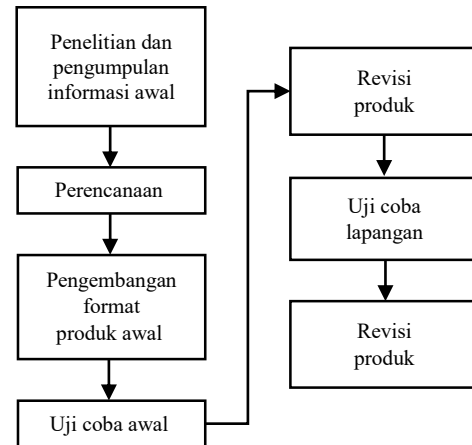 Penelitian dan
pengumpulan
informasi awal
Perencanaan
Pengembangan
format
produk awal
Uji coba awal
Revisi
produk
Uji coba
lapangan
Revisi
produk